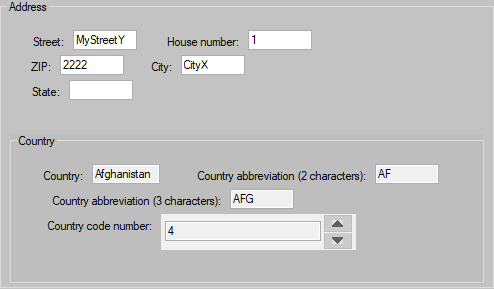 Address
Street: MyStreetY House number: 1
ZIP: 2222 City: CityX
State:
Country
Country: Afghanistan Country abbreviation (2 characters): AF
Country abbreviation (3 characters): AFG
Country code number: 4